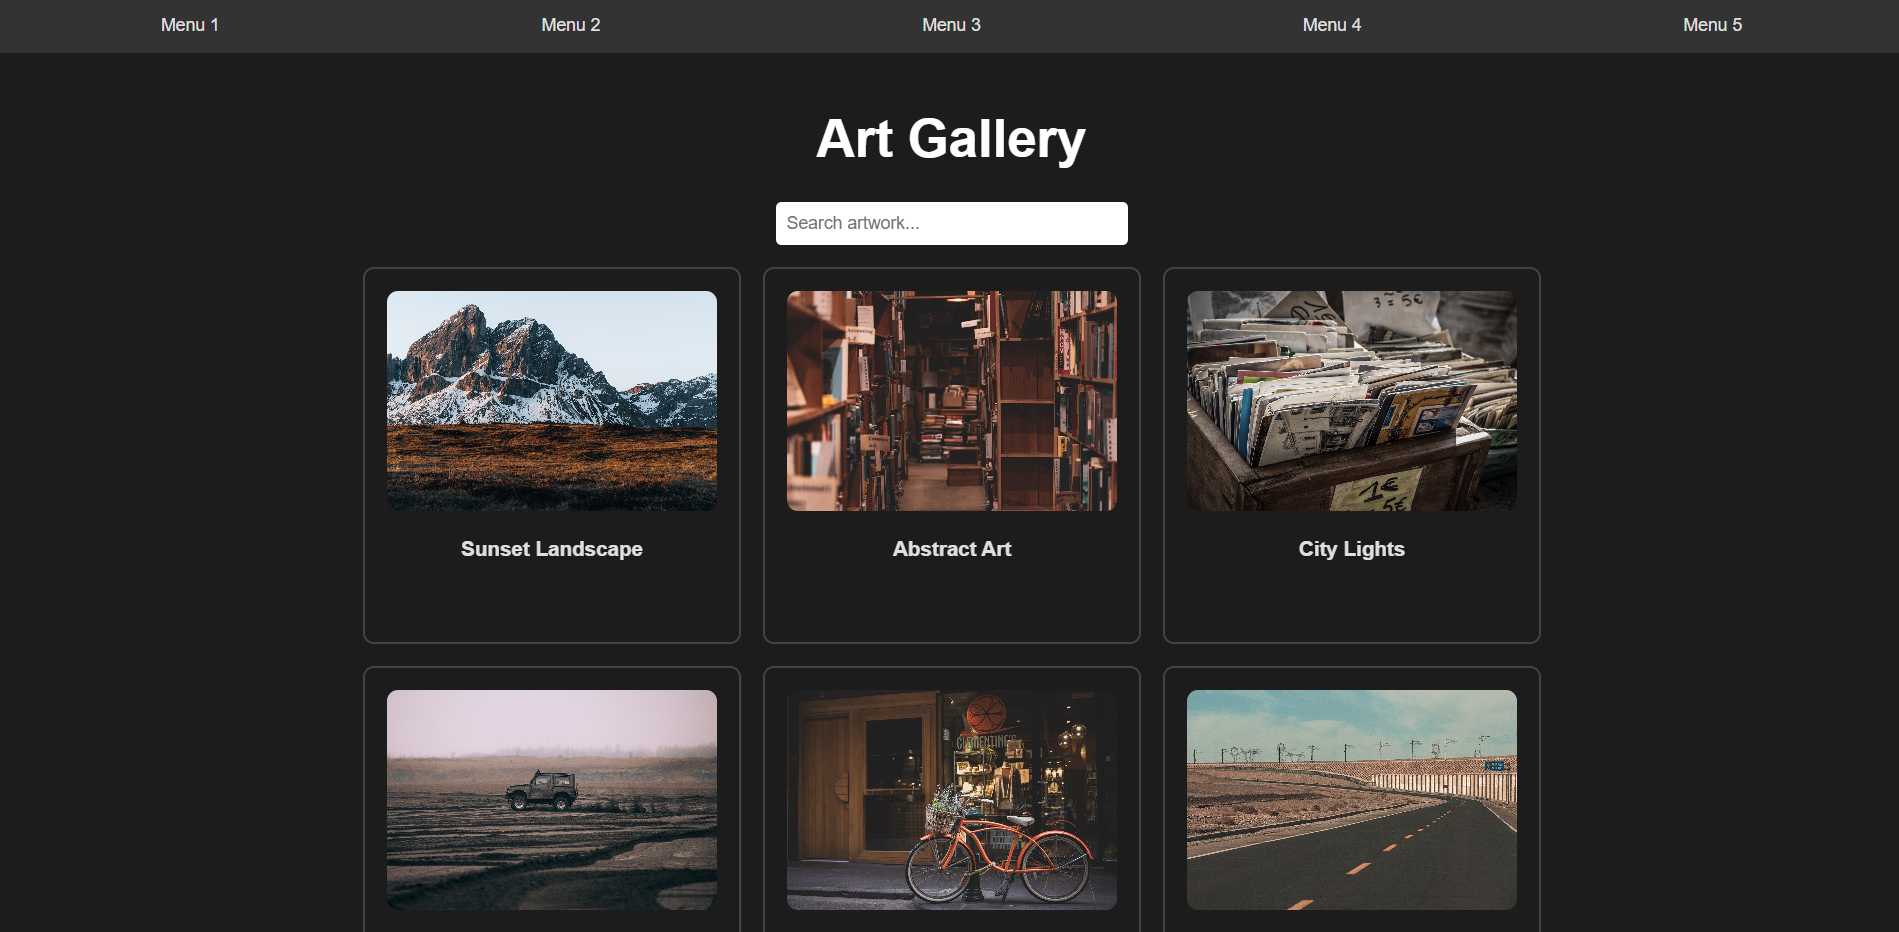 Menu 1
Menu 2
Menu 3
Menu 4
Menu 5
Art Gallery
Search artwork...
3 = 5€
1€
5€
Sunset Landscape
Abstract Art
City Lights
CLEMENTINE'S